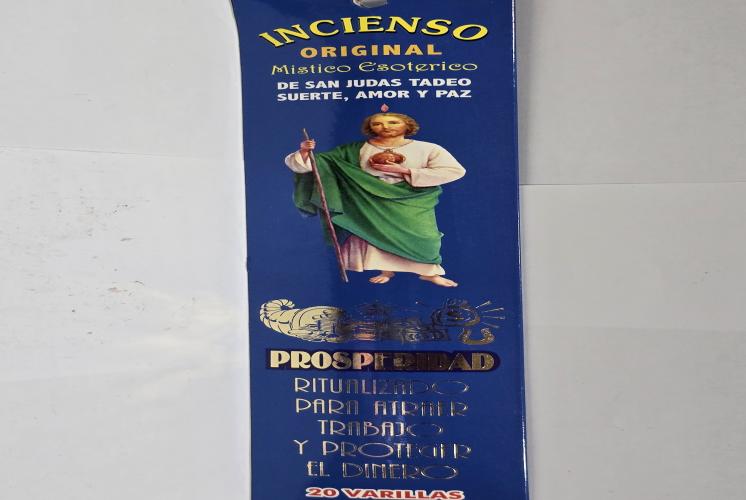 INCIENSO
ORIGINAL
Mistico Esoterico
DE SAN JUDAS TADEO
SUERTE, AMOR Y PAZ
PROSPERIDAD
RITUALIZADO
PARA ATRAER
TRABAJO
Y PROTEGER
EL DINERO
20 VARILLAS